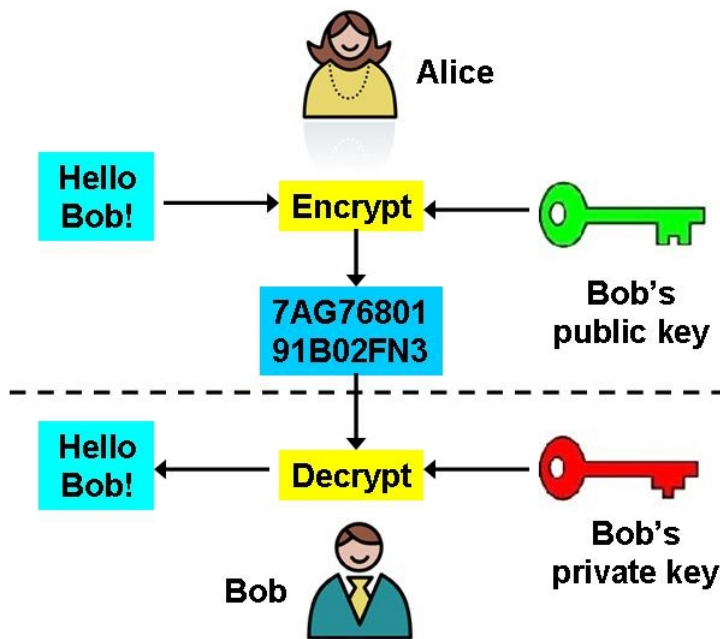 Alice
Hello
Bob!
Encrypt
Bob's
public key
7AG76801
91B02FN3
Hello
Bob!
Decrypt
Bob's
private key
Bob